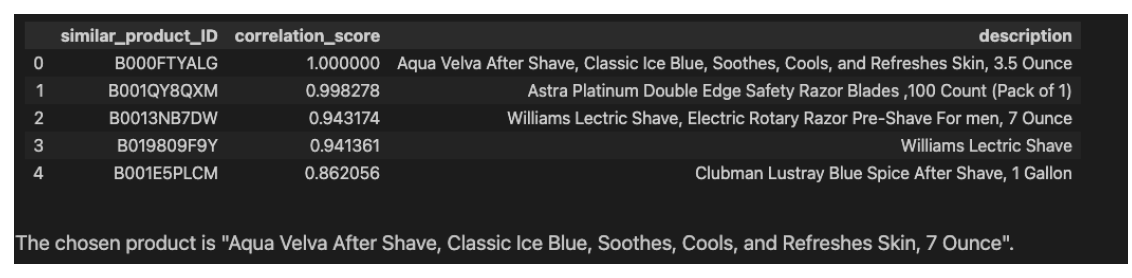 similar_product_ID correlation_score description
0 B000FTYALG 1.000000 Aqua Velva After Shave, Classic Ice Blue, Soothes, Cools, and Refreshes Skin, 3.5 Ounce
1 B001QY8QXM 0.998278 Astra Platinum Double Edge Safety Razor Blades ,100 Count (Pack of 1)
2 B0013NB7DW 0.943174 Williams Lectric Shave, Electric Rotary Razor Pre-Shave For men, 7 Ounce
3 B019809F9Y 0.941361 Williams Lectric Shave
4 B001E5PLCM 0.862056 Clubman Lustray Blue Spice After Shave, 1 Gallon
The chosen product is "Aqua Velva After Shave, Classic Ice Blue, Soothes, Cools, and Refreshes Skin, 7 Ounce".